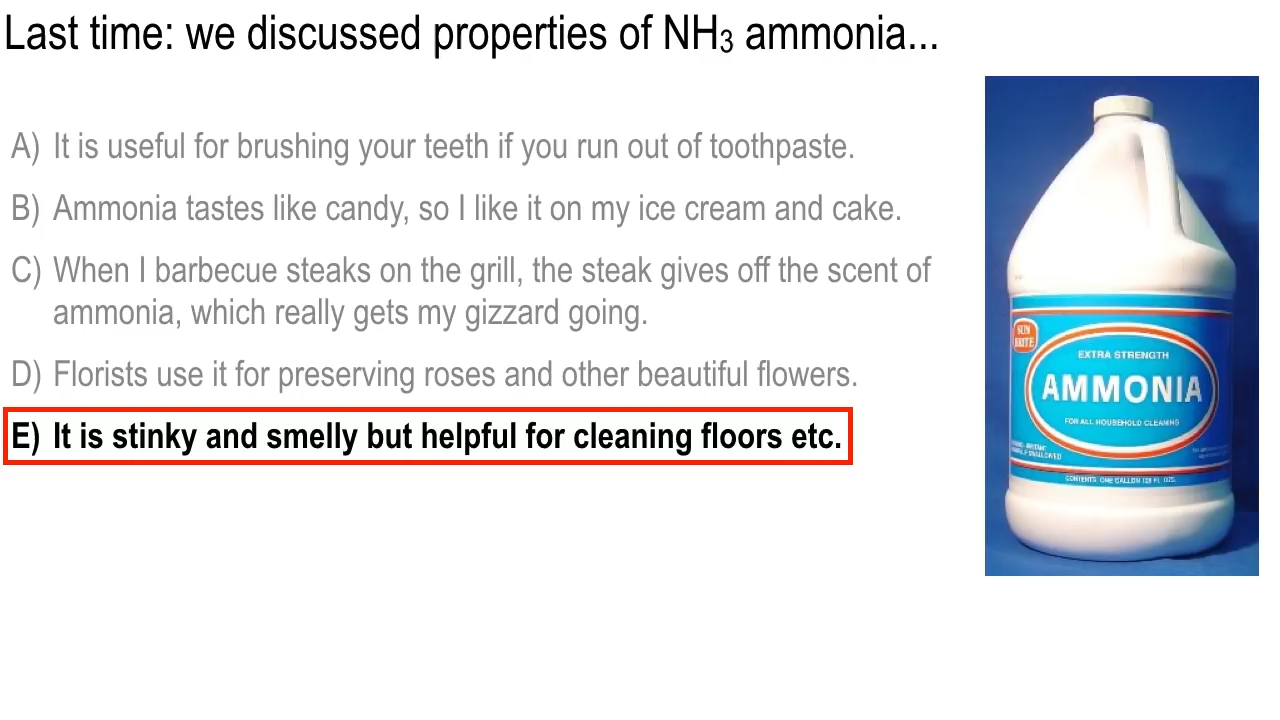 Last time: we discussed properties of NH₃ ammonia...
A) It is useful for brushing your teeth if you run out of toothpaste.
B) Ammonia tastes like candy, so I like it on my ice cream and cake.
C) When I barbecue steaks on the grill, the steak gives off the scent of
ammonia, which really gets my gizzard going.
D) Florists use it for preserving roses and other beautiful flowers.
E) It is stinky and smelly but helpful for cleaning floors etc.
SUN
BRITE
EXTRA STRENGTH
AMMONIA
FOR ALL HOUSEHOLD CLEANING
CONTENTS: ONE GALLON